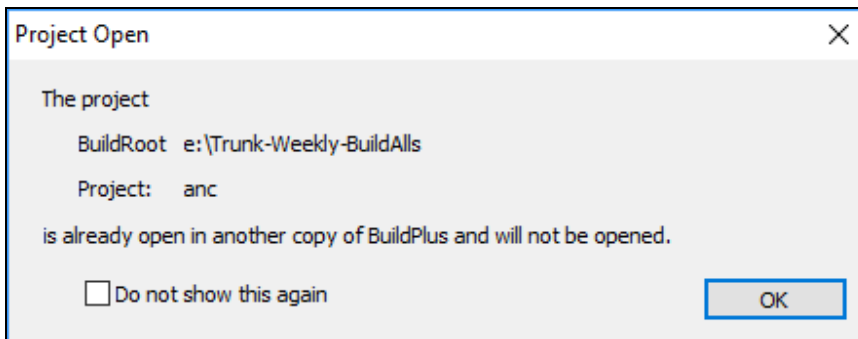 Project Open
The project
BuildRoot e:\Trunk-Weekly-BuildAlls
Project: anc
is already open in another copy of BuildPlus and will not be opened.
Do not show this again
OK